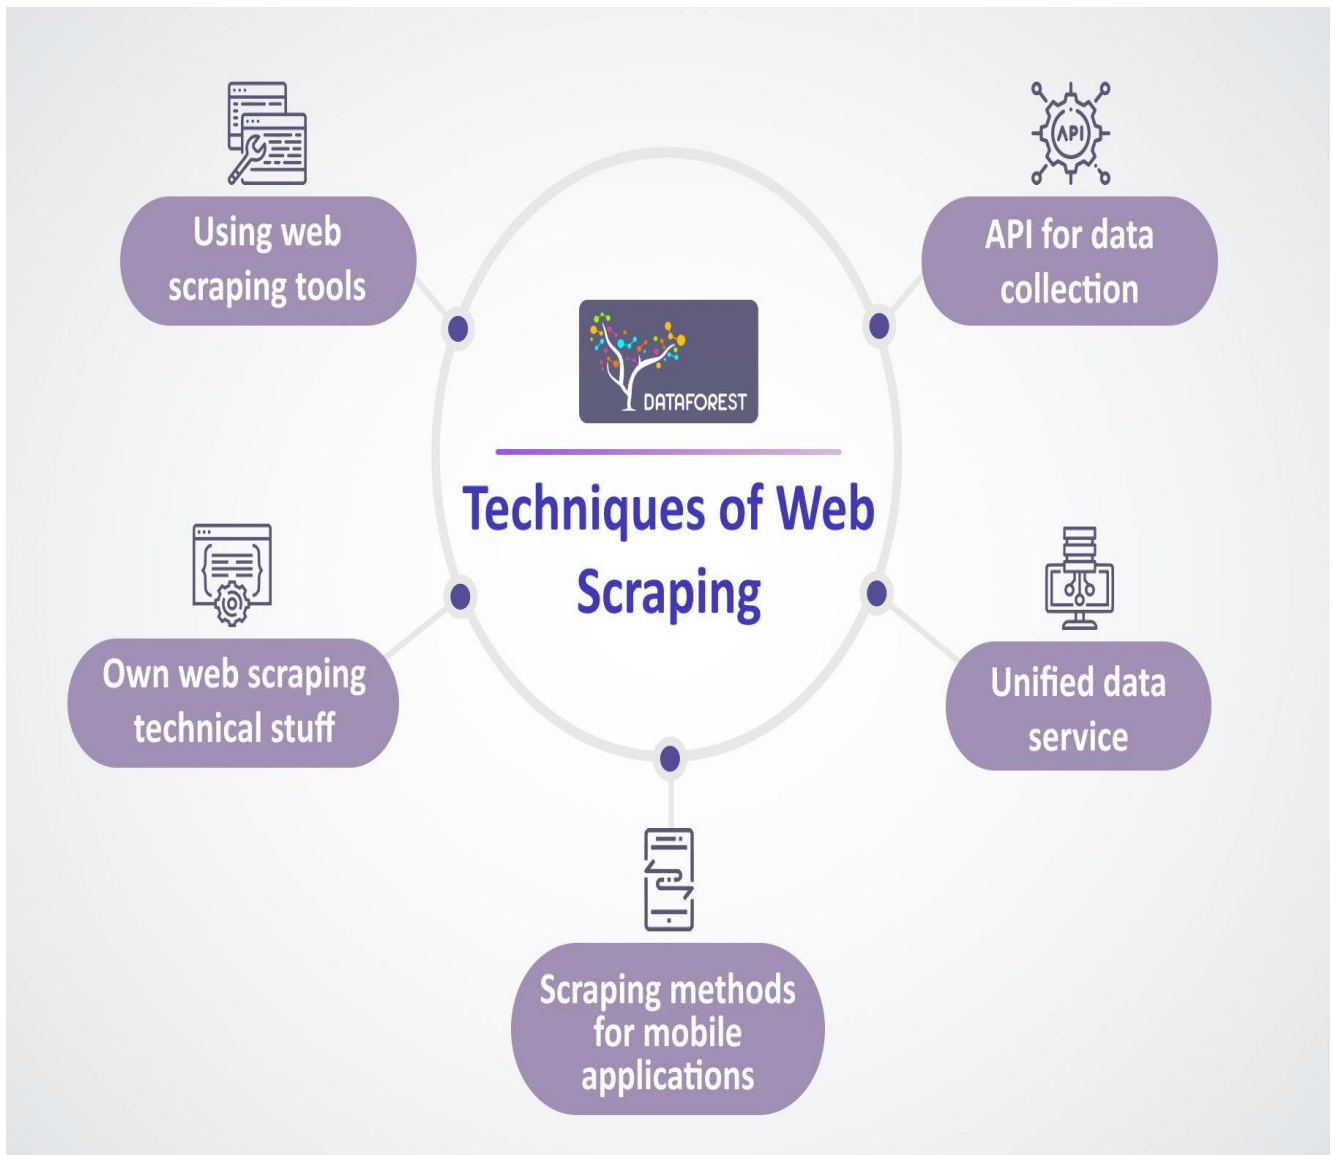 Using web
scraping tools
API
API for data
collection
DATAFOREST
Techniques of Web
Scraping
Own web scraping
technical stuff
Unified data
service
Scraping methods
for mobile
applications